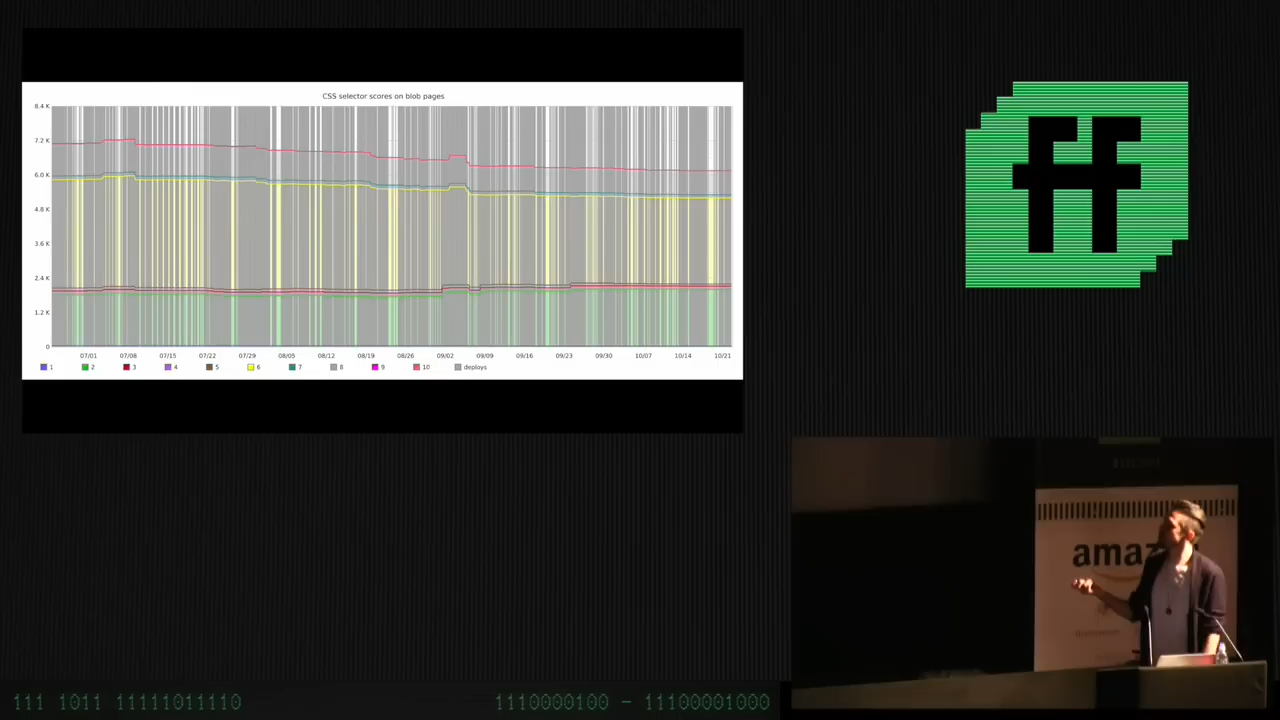 CSS selector scores on blob pages
8.4 K
7.2 K
6.0 K
4.8 K
3.6 K
2.4 K
1.2 K
0
07/01 07/08 07/15 07/22 07/29 08/05 08/12 08/19 08/26 09/02 09/09 09/16 09/23 09/30 10/07 10/14 10/21
1 2 3 4 5 6 7 8 9 10 deploys
ff
amaz
111 1011 11111011110
1110000100 - 11100001000